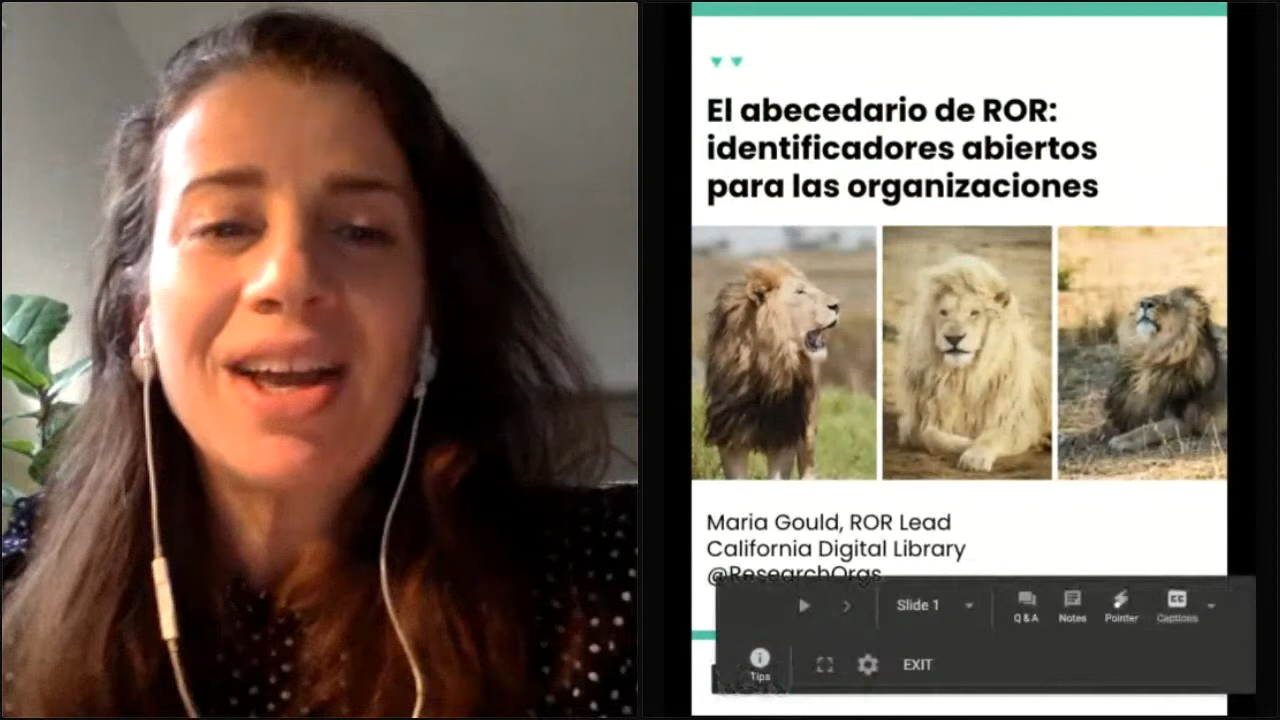 El abecedario de ROR:
identificadores abiertos
para las organizaciones
Maria Gould, ROR Lead
California Digital Library
@ResearchOrgs
Slide 1
Q & A
Notes
Pointer
Captions
Tips
EXIT